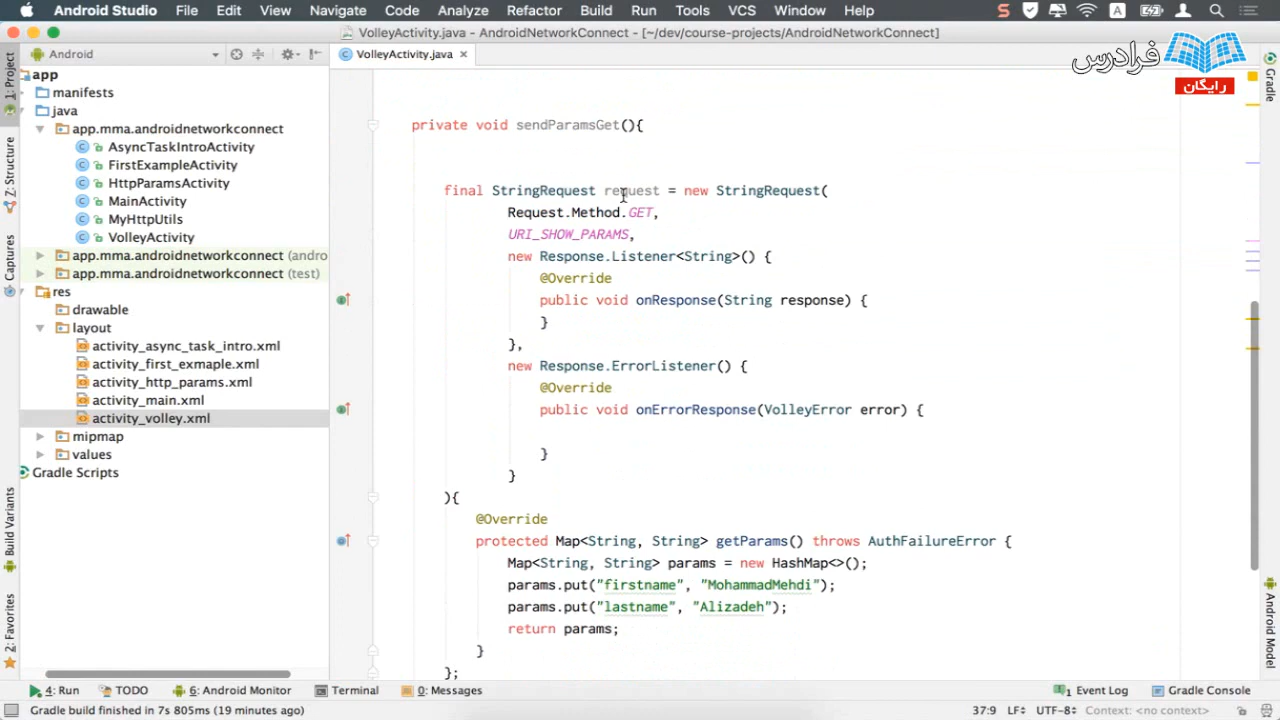 Android Studio File Edit View Navigate Code Analyze Refactor Build Run Tools VCS Window Help
VolleyActivity.java - AndroidNetworkConnect - [~/dev/course-projects/AndroidNetworkConnect]
Android
VolleyActivity.java
فرادرس
رایگان
1: Project
Z: Structure
Captures
Build Variants
2: Favorites
Gradle
Android Model
app
manifests
java
app.mma.androidnetworkconnect
AsyncTaskIntroActivity
FirstExampleActivity
HttpParamsActivity
MainActivity
MyHttpUtils
VolleyActivity
app.mma.androidnetworkconnect (andro
app.mma.androidnetworkconnect (test)
res
drawable
layout
activity_async_task_intro.xml
activity_first_exmaple.xml
activity_http_params.xml
activity_main.xml
activity_volley.xml
mipmap
values
Gradle Scripts
private void sendParamsGet(){
final StringRequest request = new StringRequest(
Request.Method.GET,
URI_SHOW_PARAMS,
new Response.Listener<String>() {
@Override
public void onResponse(String response) {
}
},
new Response.ErrorListener() {
@Override
public void onErrorResponse(VolleyError error) {
}
}
){
@Override
protected Map<String, String> getParams() throws AuthFailureError {
Map<String, String> params = new HashMap<>();
params.put("firstname", "MohammadMehdi");
params.put("lastname", "Alizadeh");
return params;
}
};
4: Run TODO 6: Android Monitor Terminal 0: Messages 1 Event Log Gradle Console
Gradle build finished in 7s 805ms (19 minutes ago) 37:9 LF÷ UTF-8÷ Context: <no context>